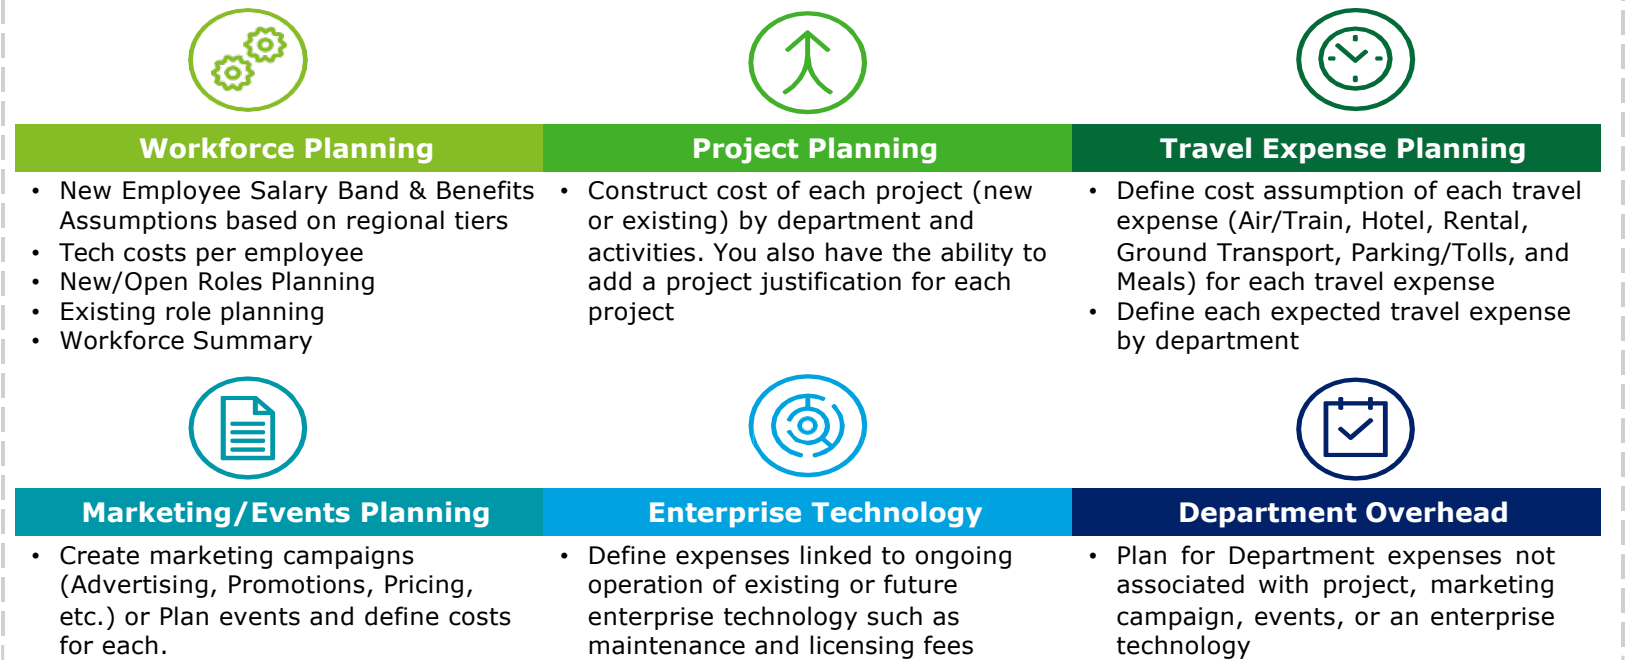 Workforce Planning
• New Employee Salary Band & Benefits
Assumptions based on regional tiers
• Tech costs per employee
• New/Open Roles Planning
• Existing role planning
• Workforce Summary
Project Planning
• Construct cost of each project (new
or existing) by department and
activities. You also have the ability to
add a project justification for each
project
Travel Expense Planning
• Define cost assumption of each travel
expense (Air/Train, Hotel, Rental,
Ground Transport, Parking/Tolls, and
Meals) for each travel expense
• Define each expected travel expense
by department
Marketing/Events Planning
• Create marketing campaigns
(Advertising, Promotions, Pricing,
etc.) or Plan events and define costs
for each.
Enterprise Technology
• Define expenses linked to ongoing
operation of existing or future
enterprise technology such as
maintenance and licensing fees
Department Overhead
• Plan for Department expenses not
associated with project, marketing
campaign, events, or an enterprise
technology